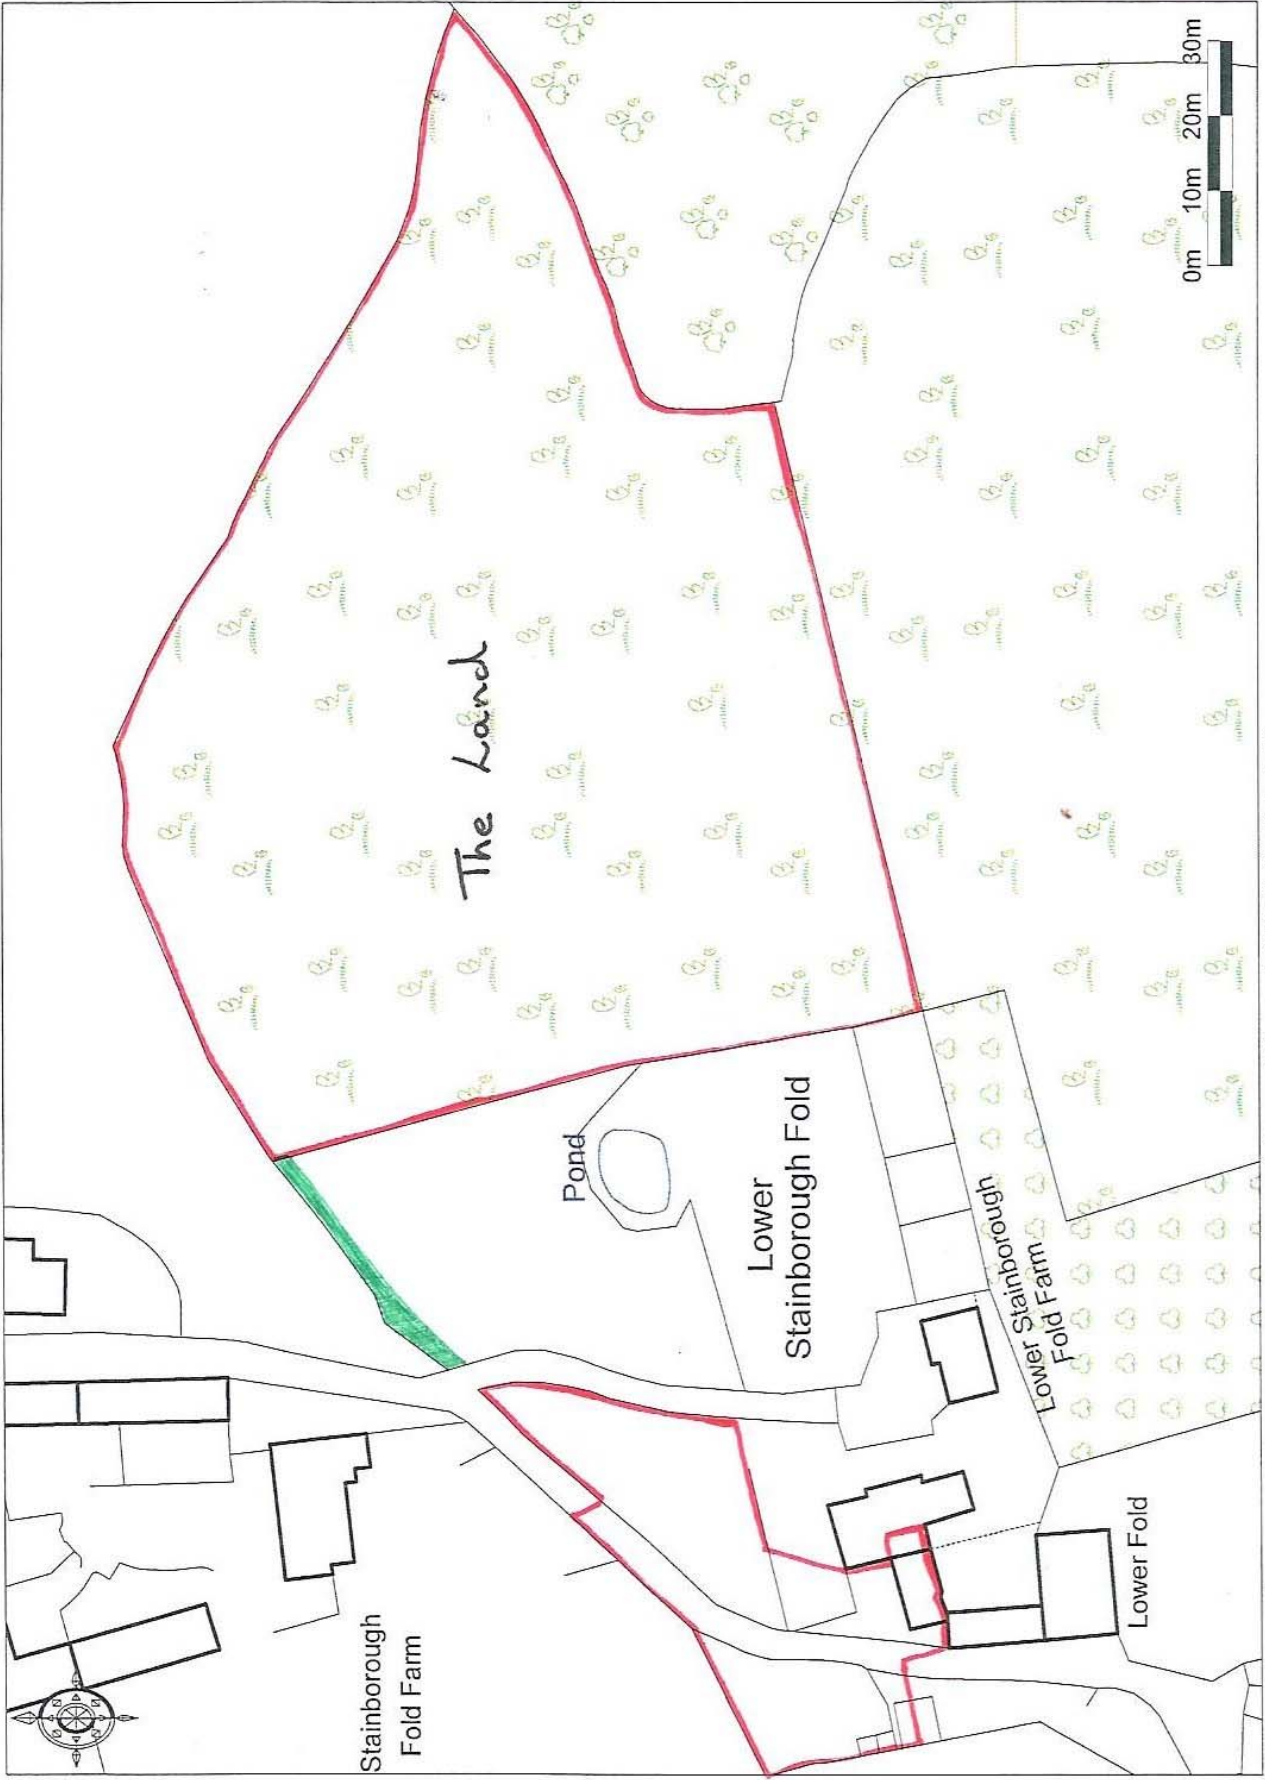 The Land
Pond
Lower
Stainborough Fold
Lower Stainborough
Fold Farm
Stainborough
Fold Farm
Lower Fold
0m 10m 20m 30m